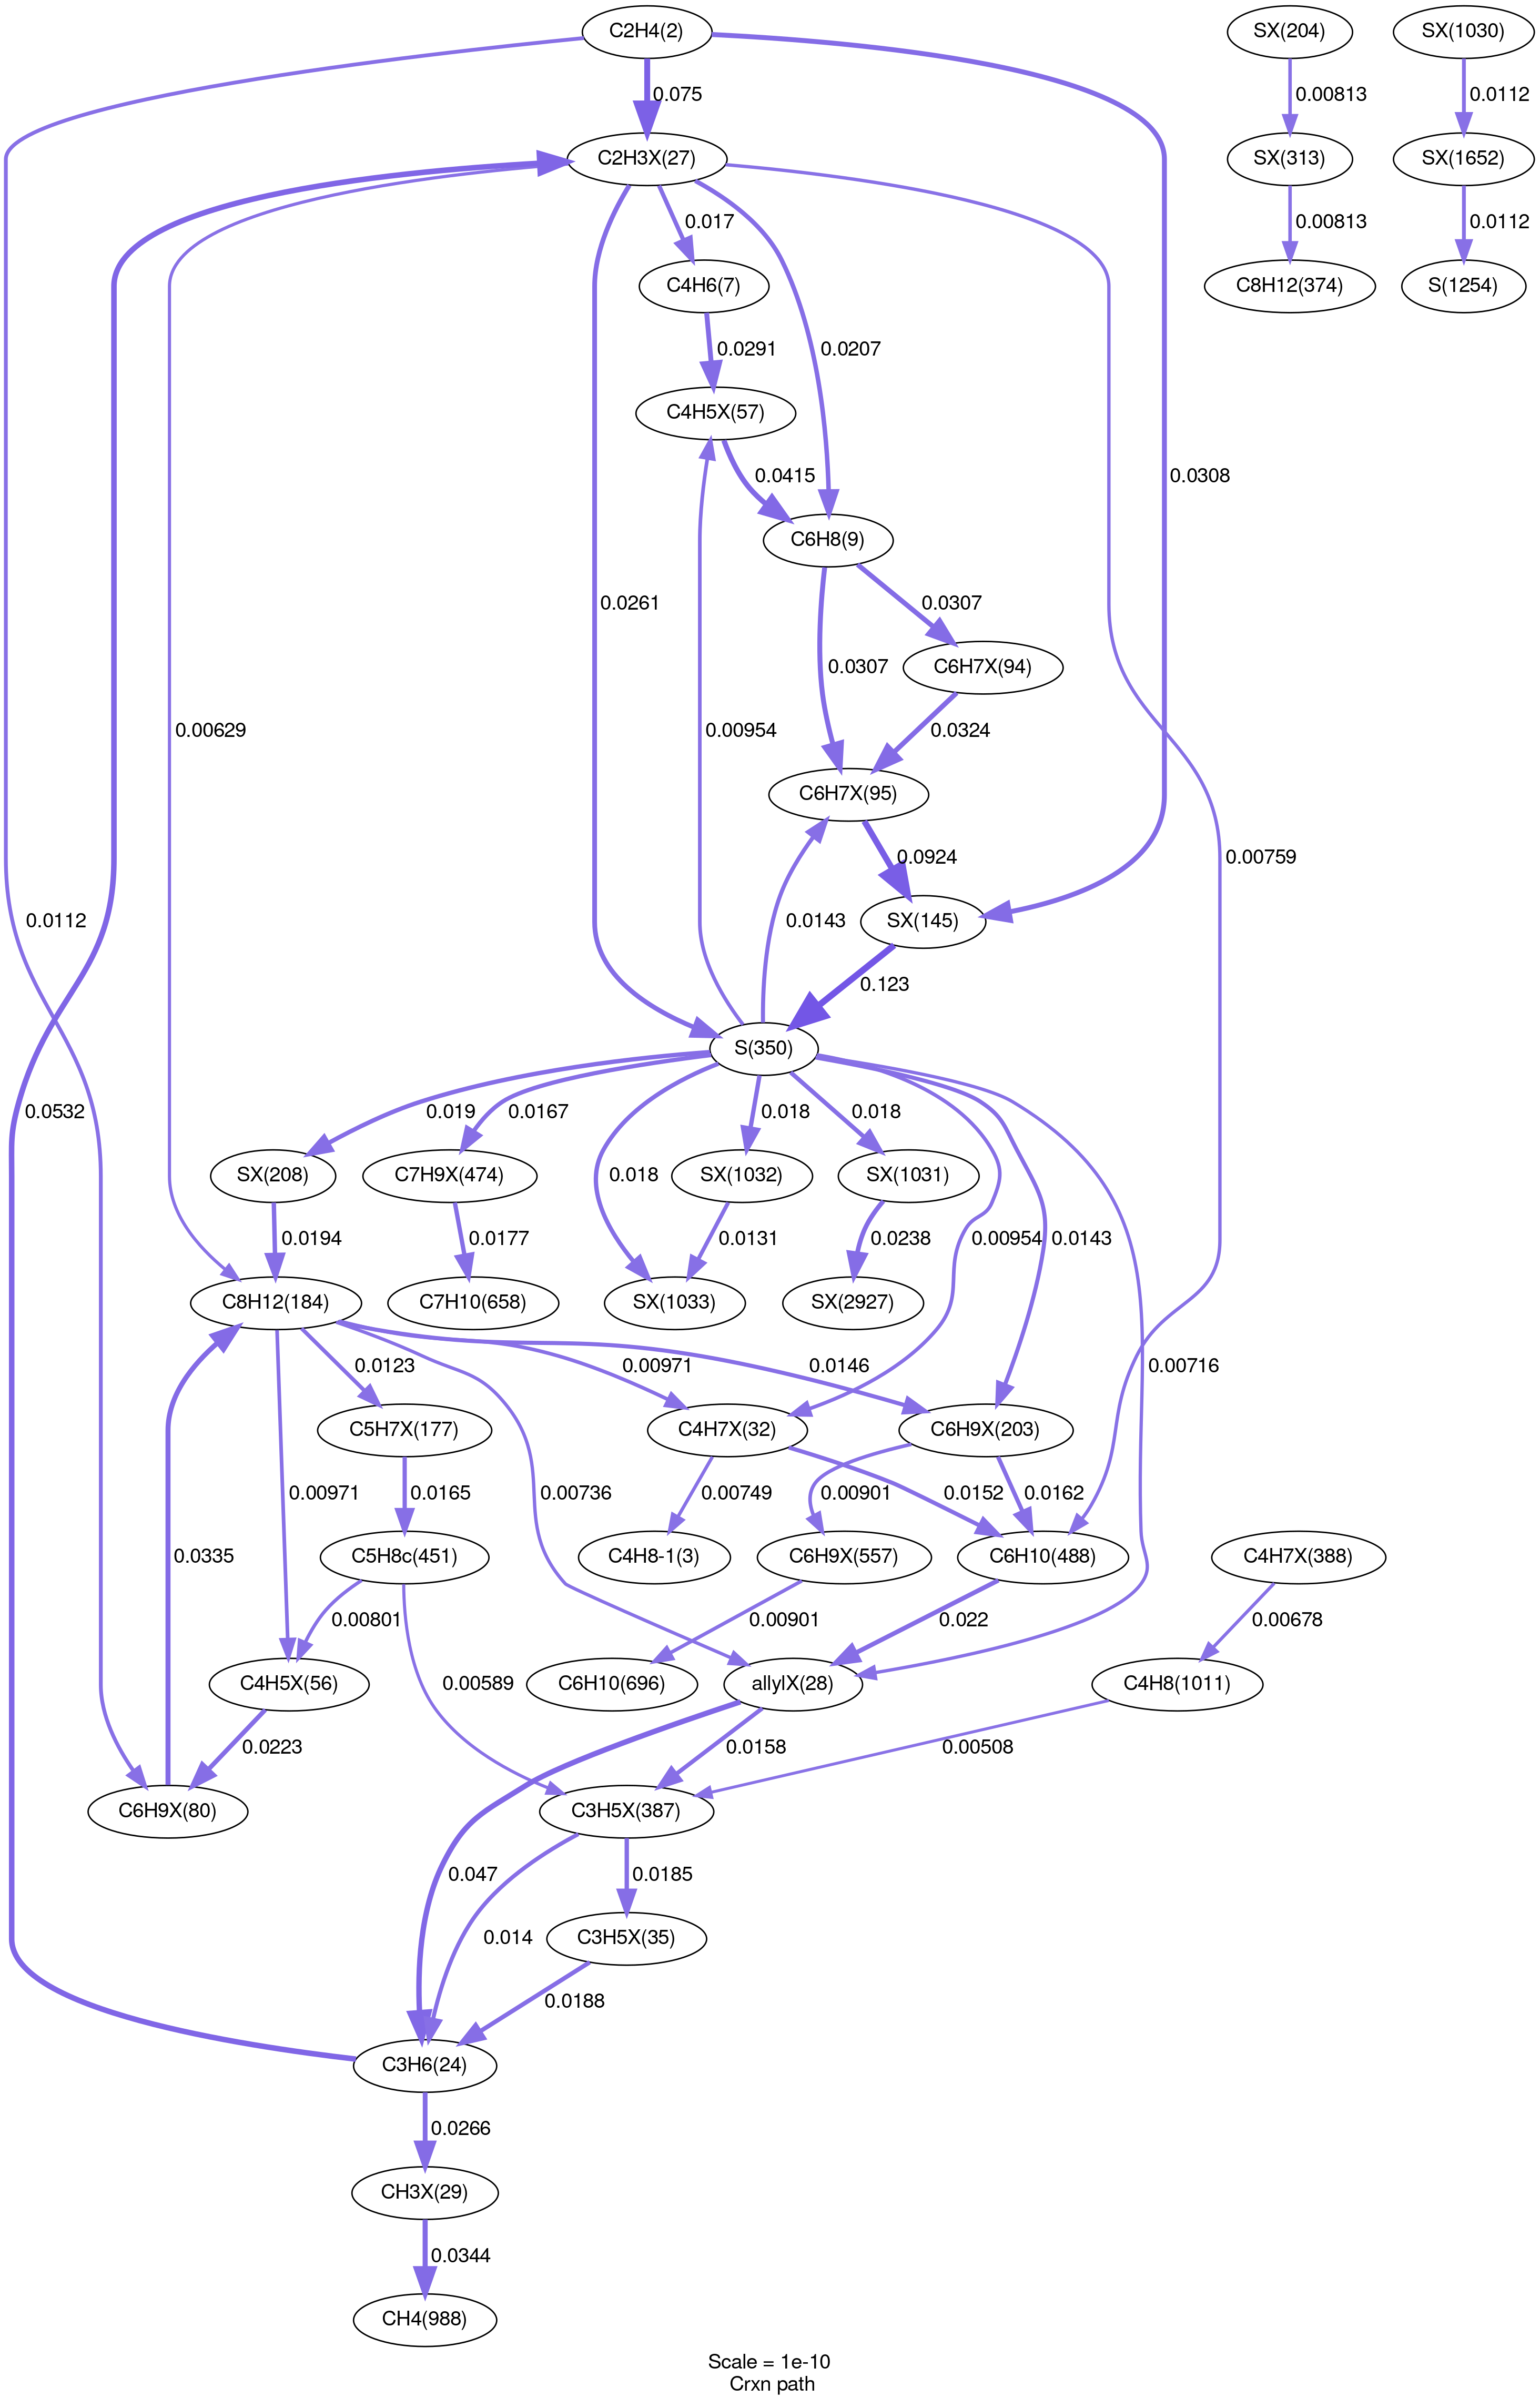 C2H4(2)
SX(204)
SX(1030)
0.075
0.00813
0.0112
C2H3X(27)
SX(313)
SX(1652)
0.017
0.00813
0.0112
C4H6(7)
C8H12(374)
S(1254)
0.0291
0.0207
C4H5X(57)
0.0415
0.0308
C6H8(9)
0.0261
0.0307
0.0307
C6H7X(94)
0.00629
0.00954
0.0324
C6H7X(95)
0.0924
0.00759
0.0112
0.0143
SX(145)
0.123
S(350)
0.0532
0.019
0.0167
0.018
0.018
SX(208)
C7H9X(474)
0.018
SX(1032)
SX(1031)
0.0194
0.0177
0.0131
0.0238
0.00954
0.0143
C8H12(184)
C7H10(658)
SX(1033)
SX(2927)
0.0123
0.00971
0.0146
0.00716
C5H7X(177)
C4H7X(32)
C6H9X(203)
0.00971
0.0165
0.00736
0.00749
0.00901
0.0152
0.0162
0.0335
C5H8c(451)
C4H8-1(3)
C6H9X(557)
C6H10(488)
C4H7X(388)
0.00801
0.00901
0.022
0.00678
C4H5X(56)
0.00589
C6H10(696)
allylX(28)
C4H8(1011)
0.0223
0.0158
0.00508
C6H9X(80)
C3H5X(387)
0.047
0.0185
0.014
C3H5X(35)
0.0188
C3H6(24)
0.0266
CH3X(29)
0.0344
CH4(988)
Scale = 1e-10
Crxn path